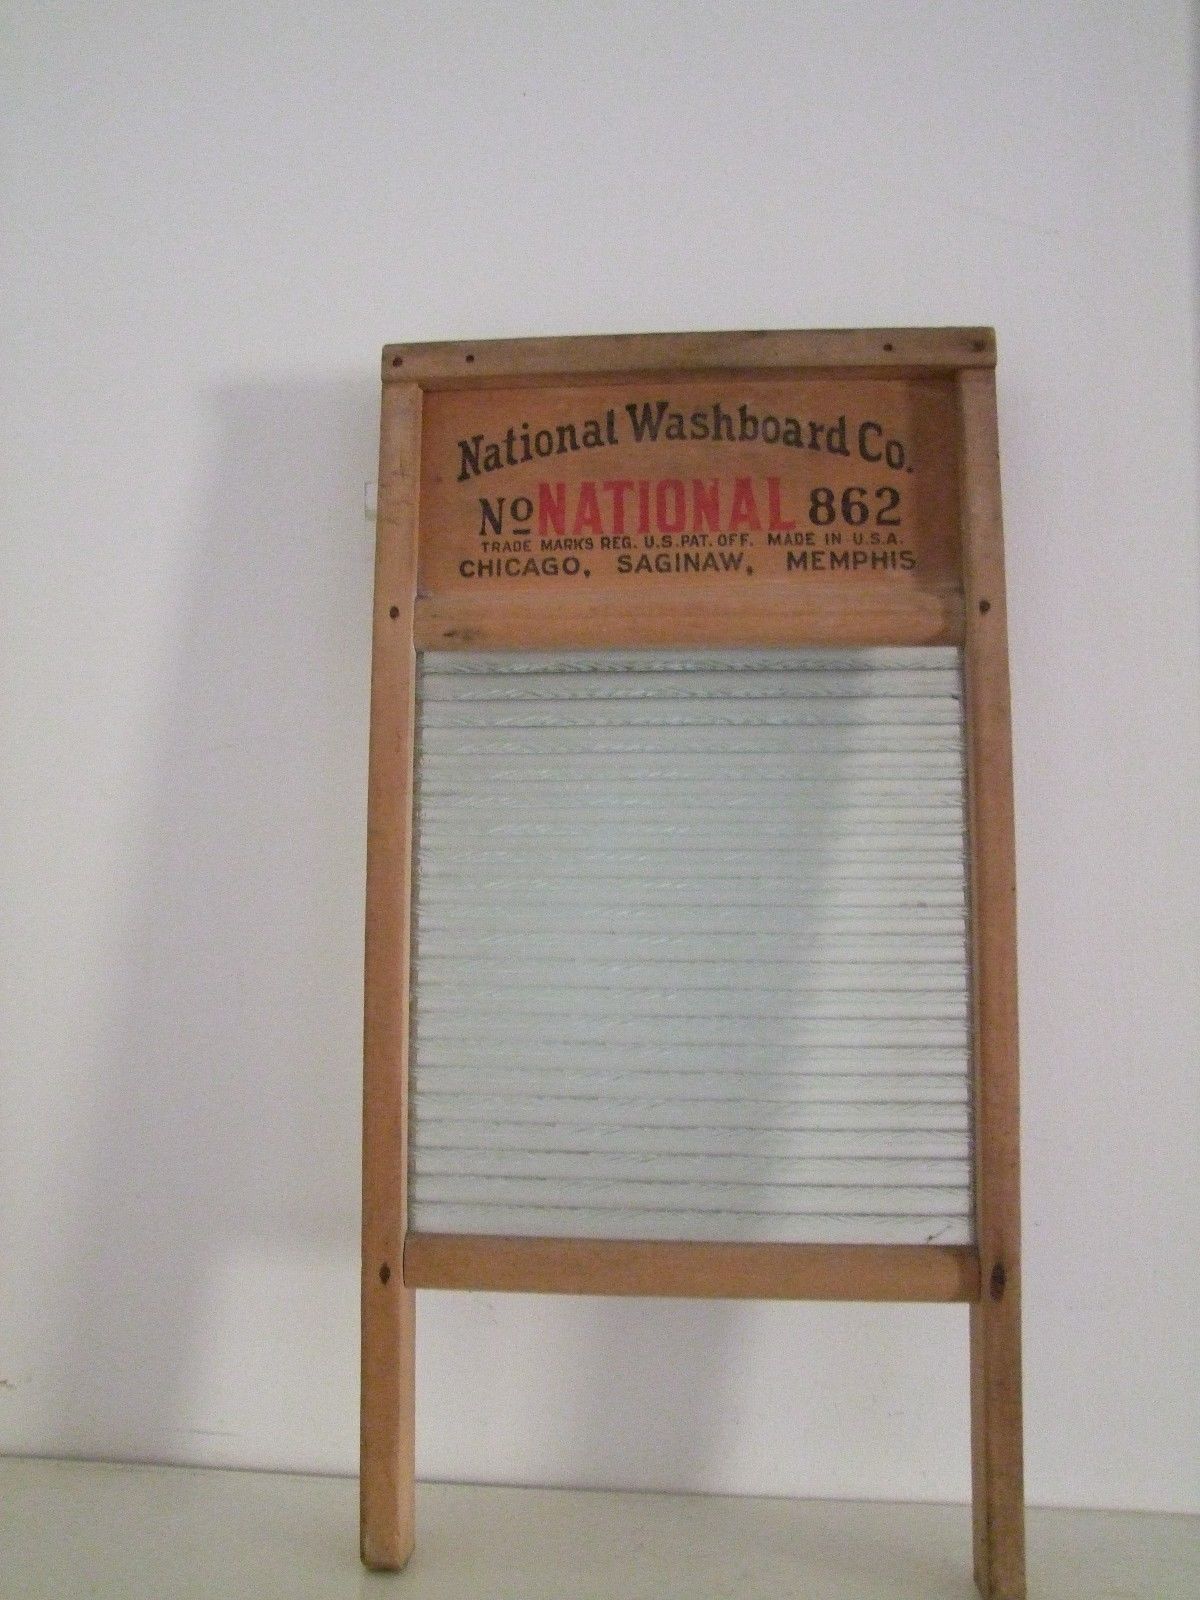 National Washboard Co.
No NATIONAL 862
TRADE MARKS REG. U.S. PAT. OFF. MADE IN U.S.A.
CHICAGO, SAGINAW, MEMPHIS